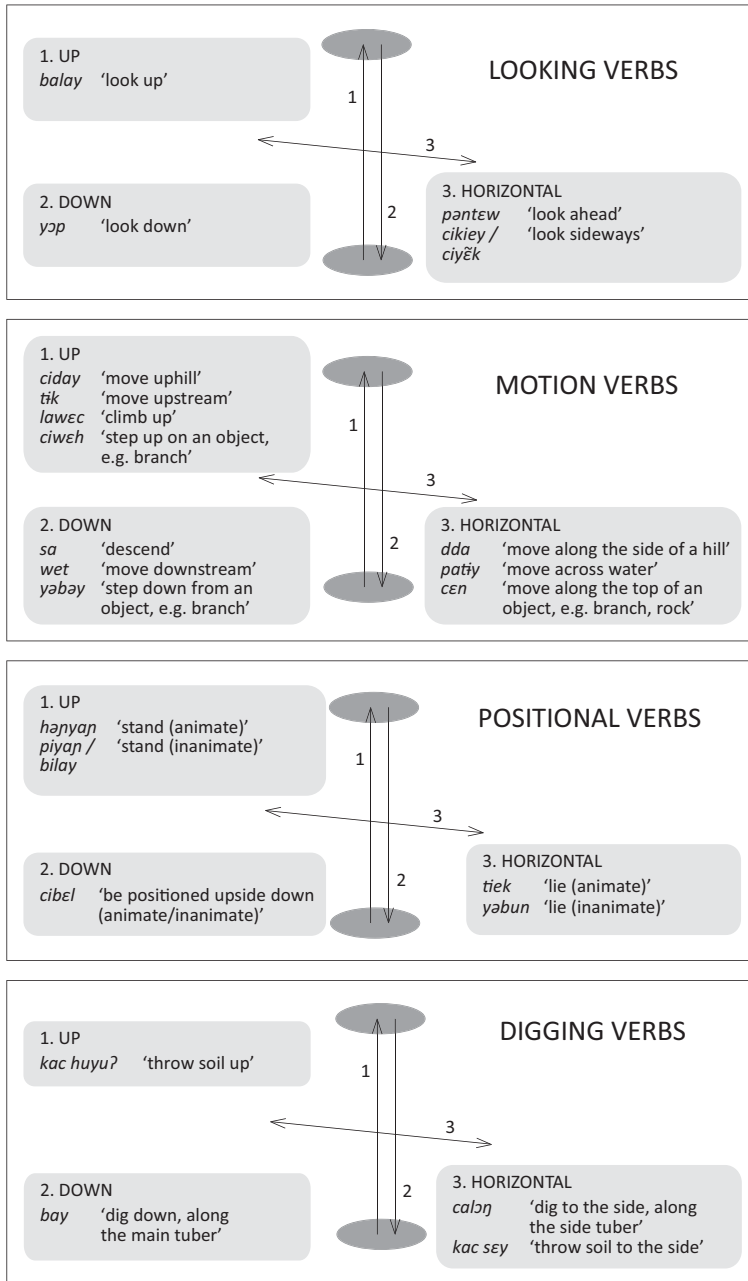 LOOKING VERBS
1. UP
balay ‘look up’
1
3
2. DOWN
yɔp ‘look down’
2
3. HORIZONTAL
pəntɛw ‘look ahead’
cikiey / ‘look sideways’
ciyɛ̃k
MOTION VERBS
1. UP
ciday ‘move uphill’
tɨk ‘move upstream’
lawɛc ‘climb up’
ciwɛh ‘step up on an object,
e.g. branch’
1
3
2. DOWN
sa ‘descend’
wet ‘move downstream’
yəbəy ‘step down from an
object, e.g. branch’
2
3. HORIZONTAL
dda ‘move along the side of a hill’
patɨy ‘move across water’
cɛn ‘move along the top of an
object, e.g. branch, rock’
POSITIONAL VERBS
1. UP
həɲyaɲ ‘stand (animate)’
piyaɲ / ‘stand (inanimate)’
bilay
1
3
2. DOWN
cibɛl ‘be positioned upside down
(animate/inanimate)’
2
3. HORIZONTAL
tiek ‘lie (animate)’
yəbun ‘lie (inanimate)’
DIGGING VERBS
1. UP
kac huyuʔ ‘throw soil up’
1
3
2. DOWN
bay ‘dig down, along
the main tuber’
2
3. HORIZONTAL
calɔŋ ‘dig to the side, along
the side tuber’
kac sɛy ‘throw soil to the side’